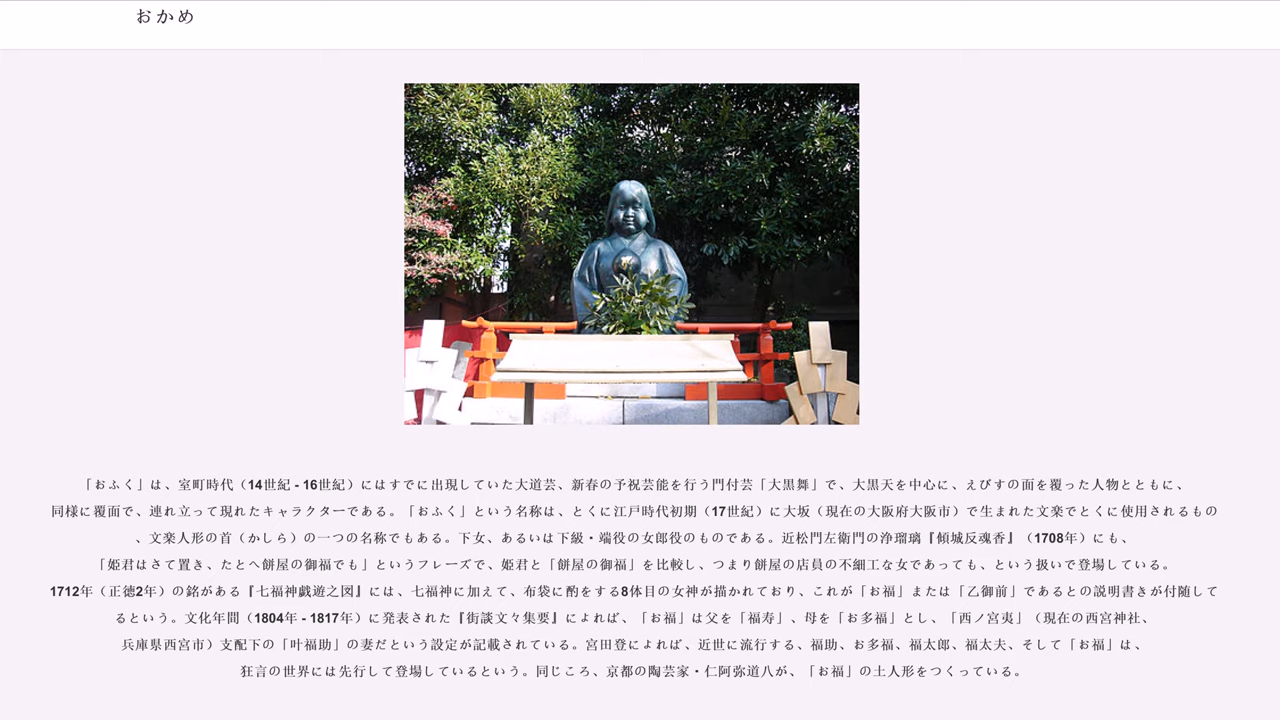 おかめ
「おふく」は、室町時代（14世紀 - 16世紀）にはすでに出現していた大道芸、新春の予祝芸能を行う門付芸「大黒舞」で、大黒天を中心に、えびすの面を覆った人物とともに、
同様に覆面で、連れ立って現れたキャラクターである。「おふく」という名称は、とくに江戸時代初期（17世紀）に大坂（現在の大阪府大阪市）で生まれた文楽でとくに使用されるもの
、文楽人形の首（かしら）の一つの名称でもある。下女、あるいは下級・端役の女郎役のものである。近松門左衛門の浄瑠璃『傾城反魂香』（1708年）にも、
「姫君はさて置き、たとへ餅屋の御福でも」というフレーズで、姫君と「餅屋の御福」を比較し、つまり餅屋の店員の不細工な女であっても、という扱いで登場している。
1712年（正徳2年）の銘がある『七福神戯遊之図』には、七福神に加えて、布袋に酌をする8体目の女神が描かれており、これが「お福」または「乙御前」であるとの説明書きが付随して
るという。文化年間（1804年 - 1817年）に発表された『街談文々集要』によれば、「お福」は父を「福寿」、母を「お多福」とし、「西ノ宮夷」（現在の西宮神社、
兵庫県西宮市）支配下の「叶福助」の妻だという設定が記載されている。宮田登によれば、近世に流行する、福助、お多福、福太郎、福太夫、そして「お福」は、
狂言の世界には先行して登場しているという。同じころ、京都の陶芸家・仁阿弥道八が、「お福」の土人形をつくっている。